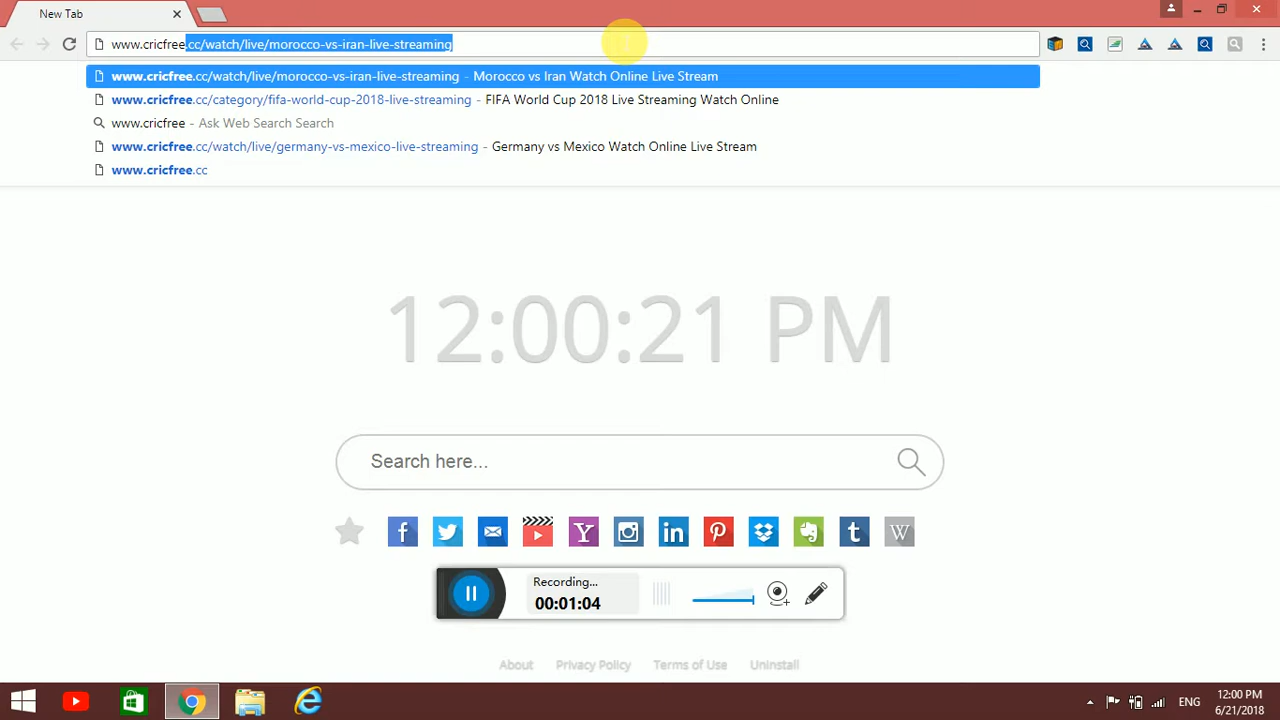 New Tab
www.cricfree.cc/watch/live/morocco-vs-iran-live-streaming
www.cricfree.cc/watch/live/morocco-vs-iran-live-streaming - Morocco vs Iran Watch Online Live Stream
www.cricfree.cc/category/fifa-world-cup-2018-live-streaming - FIFA World Cup 2018 Live Streaming Watch Online
www.cricfree - Ask Web Search Search
www.cricfree.cc/watch/live/germany-vs-mexico-live-streaming - Germany vs Mexico Watch Online Live Stream
www.cricfree.cc
12:00:21 PM
Search here...
Recording...
00:01:04
About Privacy Policy Terms of Use Uninstall
ENG
12:00 PM
6/21/2018